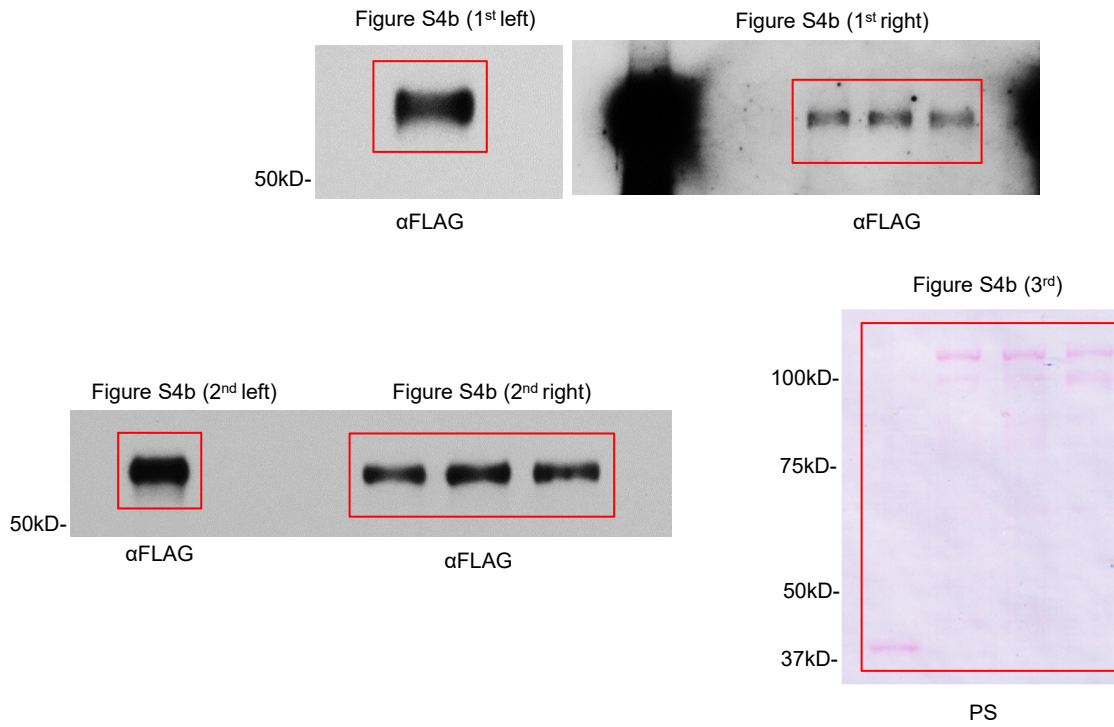 Figure S4b (1st left)
Figure S4b (1st right)
50kD-
αFLAG
αFLAG
Figure S4b (3rd)
100kD-
75kD-
50kD-
37kD-
PS
Figure S4b (2nd left)
Figure S4b (2nd right)
50kD-
αFLAG
αFLAG